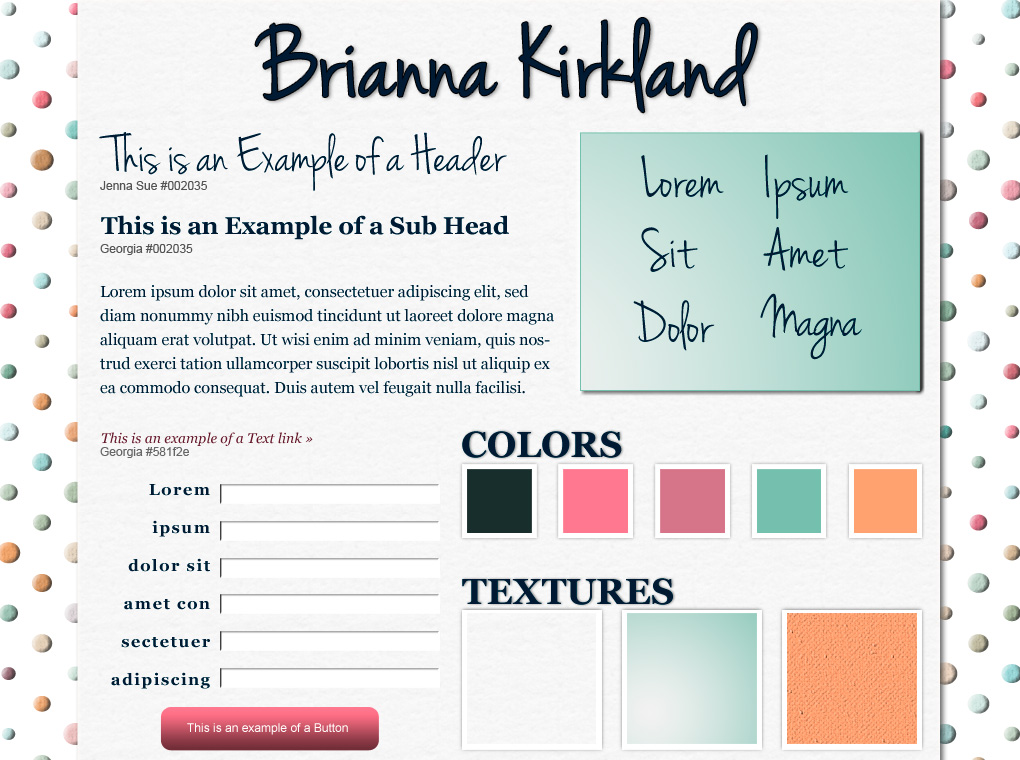 Brianna Kirkland
This is an Example of a Header
Jenna Sue #002035
This is an Example of a Sub Head
Georgia #002035
Lorem ipsum dolor sit amet, consectetuer adipiscing elit, sed
diam nonummy nibh euismod tincidunt ut laoreet dolore magna
aliquam erat volutpat. Ut wisi enim ad minim veniam, quis nos-
trud exerci tation ullamcorper suscipit lobortis nisl ut aliquip ex
ea commodo consequat. Duis autem vel feugait nulla facilisi.
Lorem Ipsum
Sit Amet
Dolor Magna
This is an example of a Text link »
Georgia #581f2e
Lorem
ipsum
dolor sit
amet con
sectetuer
adipiscing
This is an example of a Button
COLORS
TEXTURES